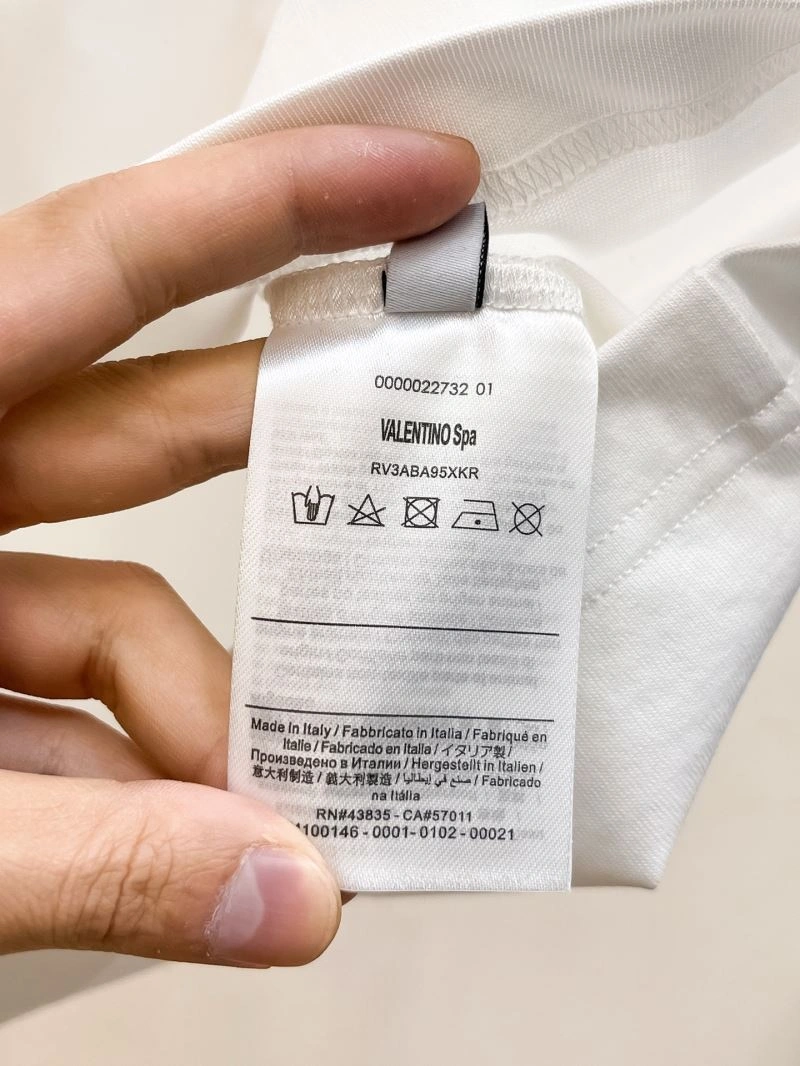 0000022732 01
VALENTINO Spa
RV3ABA95XKR
Made in Italy / Fabbricato in Italia / Fabriqué en
Italie / Fabricado en Italia / イタリア製 /
Произведено в Италии / Hergestellt in Italien /
意大利制造 / 義大利製造 / صنع في إيطاليا / Fabricado
na Itália
RN#43835 - CA#57011
100146 - 0001- 0102 - 00021